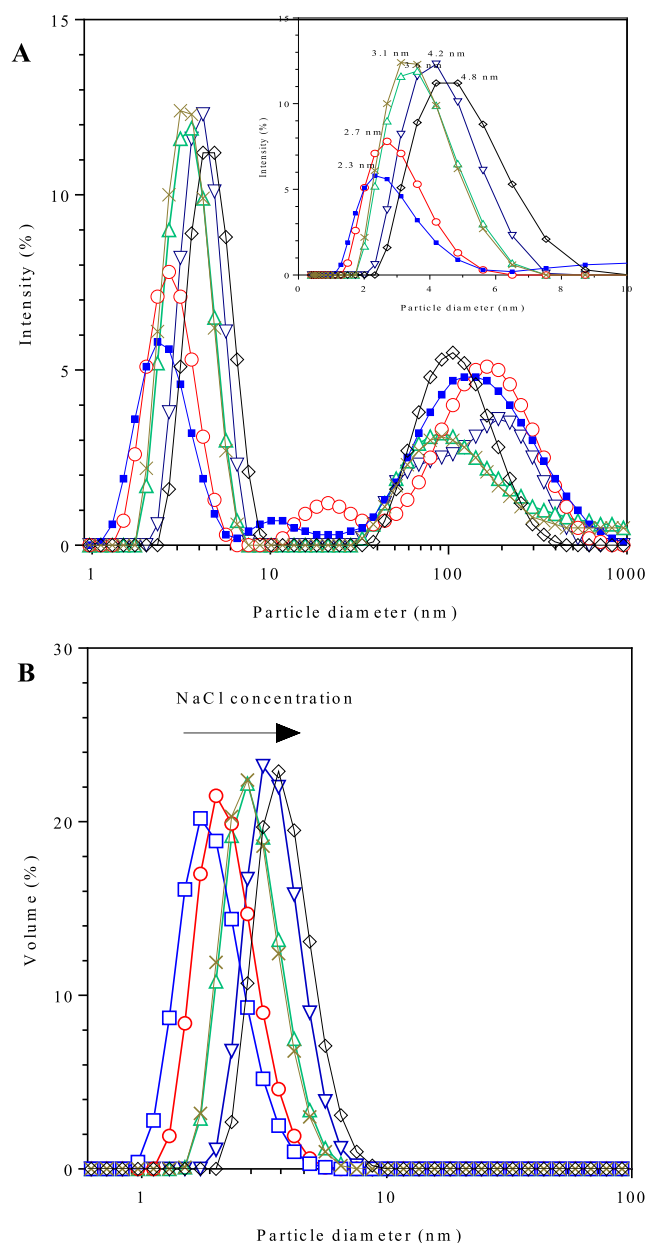 A
15
10
5
0
Intensity (%)
1
10
100
1000
Particle diameter (nm)
15
10
5
0
Intensity (%)
3.1 nm
4.2 nm
4.8 nm
2.7 nm
2.3 nm
0
2
4
6
8
10
Particle diameter (nm)
B
30
20
10
0
Volume (%)
NaCl concentration
1
10
100
Particle diameter (nm)